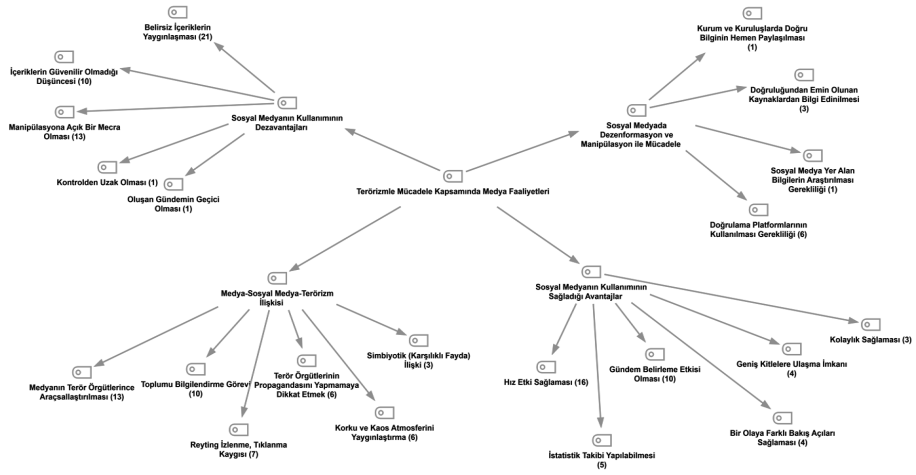 Belirsiz İçeriklerin
Yaygınlaşması (21)
İçeriklerin Güvenilir Olmadığı
Düşüncesi (10)
Manipülasyona Açık Bir Mecra
Olması (13)
Kontrolden Uzak Olması (1)
Oluşan Gündemin Geçici
Olması (1)
Sosyal Medyanın Kullanımının
Dezavantajları
Kurum ve Kuruluşlarda Doğru
Bilginin Hemen Paylaşılması
(1)
Doğruluğundan Emin Olunan
Kaynaklardan Bilgi Edinilmesi
(3)
Sosyal Medyada
Dezenformasyon ve
Manipülasyon ile Mücadele
Sosyal Medya Yer Alan
Bilgilerin Araştırılması
Gerekliliği (1)
Doğrulama Platformlarının
Kullanılması Gerekliliği (6)
Terörizmle Mücadele Kapsamında Medya Faaliyetleri
Medya-Sosyal Medya-Terörizm
İlişkisi
Medyanın Terör Örgütlerince
Araçsallaştırılması (13)
Toplumu Bilgilendirme Görevi
(10)
Reyting İzlenme, Tıklanma
Kaygısı (7)
Terör Örgütlerinin
Propagandasını Yapmamaya
Dikkat Etmek (6)
Korku ve Kaos Atmosferini
Yaygınlaştırma (6)
Simbiyotik (Karşılıklı Fayda)
İlişki (3)
Sosyal Medyanın Kullanımının
Sağladığı Avantajlar
Hız Etki Sağlaması (16)
İstatistik Takibi Yapılabilmesi
(5)
Gündem Belirleme Etkisi
Olması (10)
Bir Olaya Farklı Bakış Açıları
Sağlaması (4)
Geniş Kitlelere Ulaşma İmkanı
(4)
Kolaylık Sağlaması (3)